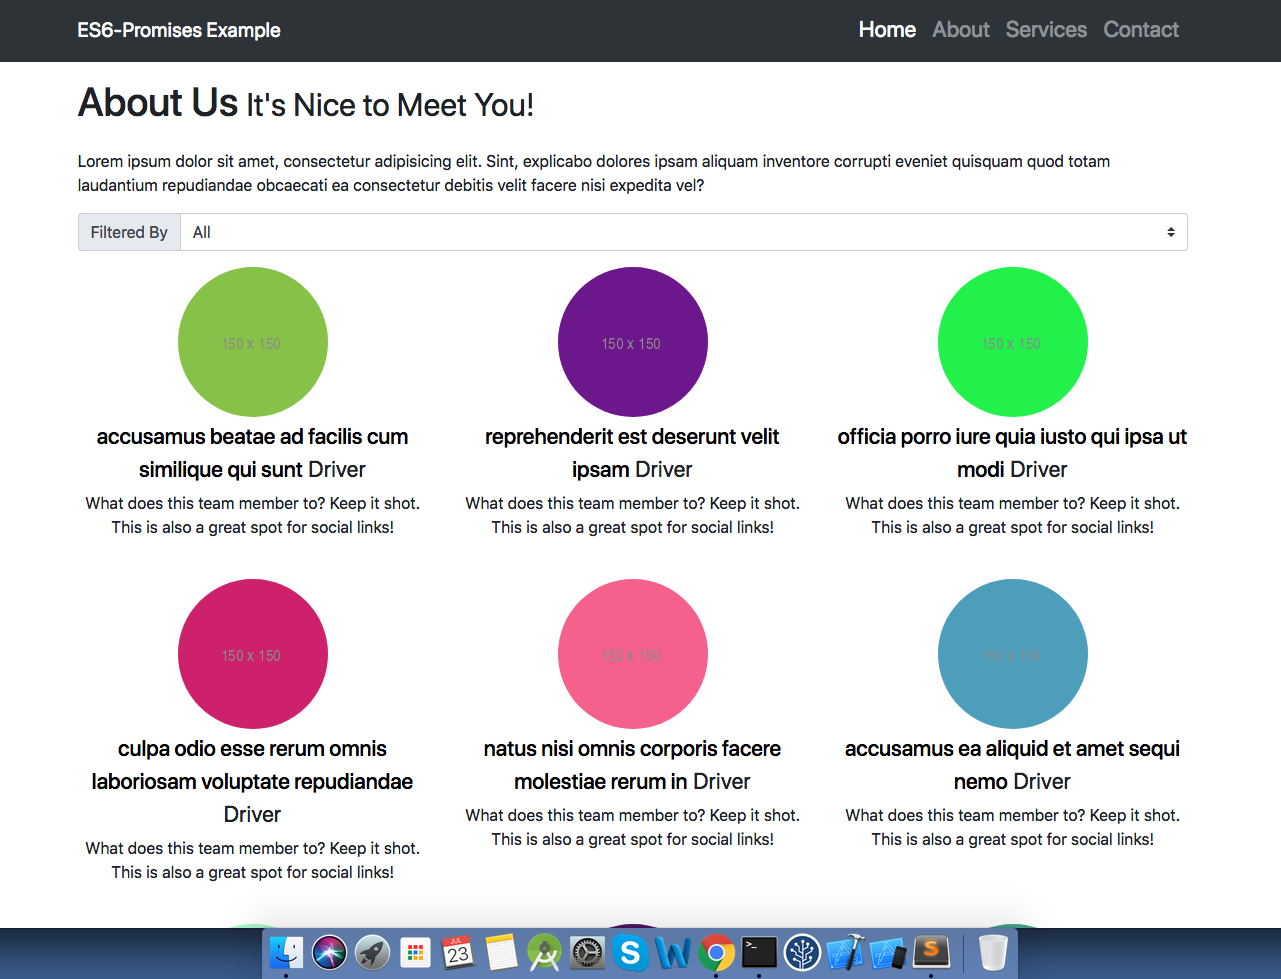 ES6-Promises Example
Home About Services Contact
About Us It's Nice to Meet You!
Lorem ipsum dolor sit amet, consectetur adipisicing elit. Sint, explicabo dolores ipsam aliquam inventore corrupti eveniet quisquam quod totam
laudantium repudiandae obcaecati ea consectetur debitis velit facere nisi expedita vel?
Filtered By All
150 x 150
accusamus beatae ad facilis cum
similique qui sunt Driver
What does this team member to? Keep it shot.
This is also a great spot for social links!
150 x 150
reprehenderit est deserunt velit
ipsam Driver
What does this team member to? Keep it shot.
This is also a great spot for social links!
150 x 150
officia porro iure quia iusto qui ipsa ut
modi Driver
What does this team member to? Keep it shot.
This is also a great spot for social links!
150 x 150
culpa odio esse rerum omnis
laboriosam voluptate repudiandae
Driver
What does this team member to? Keep it shot.
This is also a great spot for social links!
150 x 150
natus nisi omnis corporis facere
molestiae rerum in Driver
What does this team member to? Keep it shot.
This is also a great spot for social links!
150 x 150
accusamus ea aliquid et amet sequi
nemo Driver
What does this team member to? Keep it shot.
This is also a great spot for social links!
JUL
23
S
W
>_
S